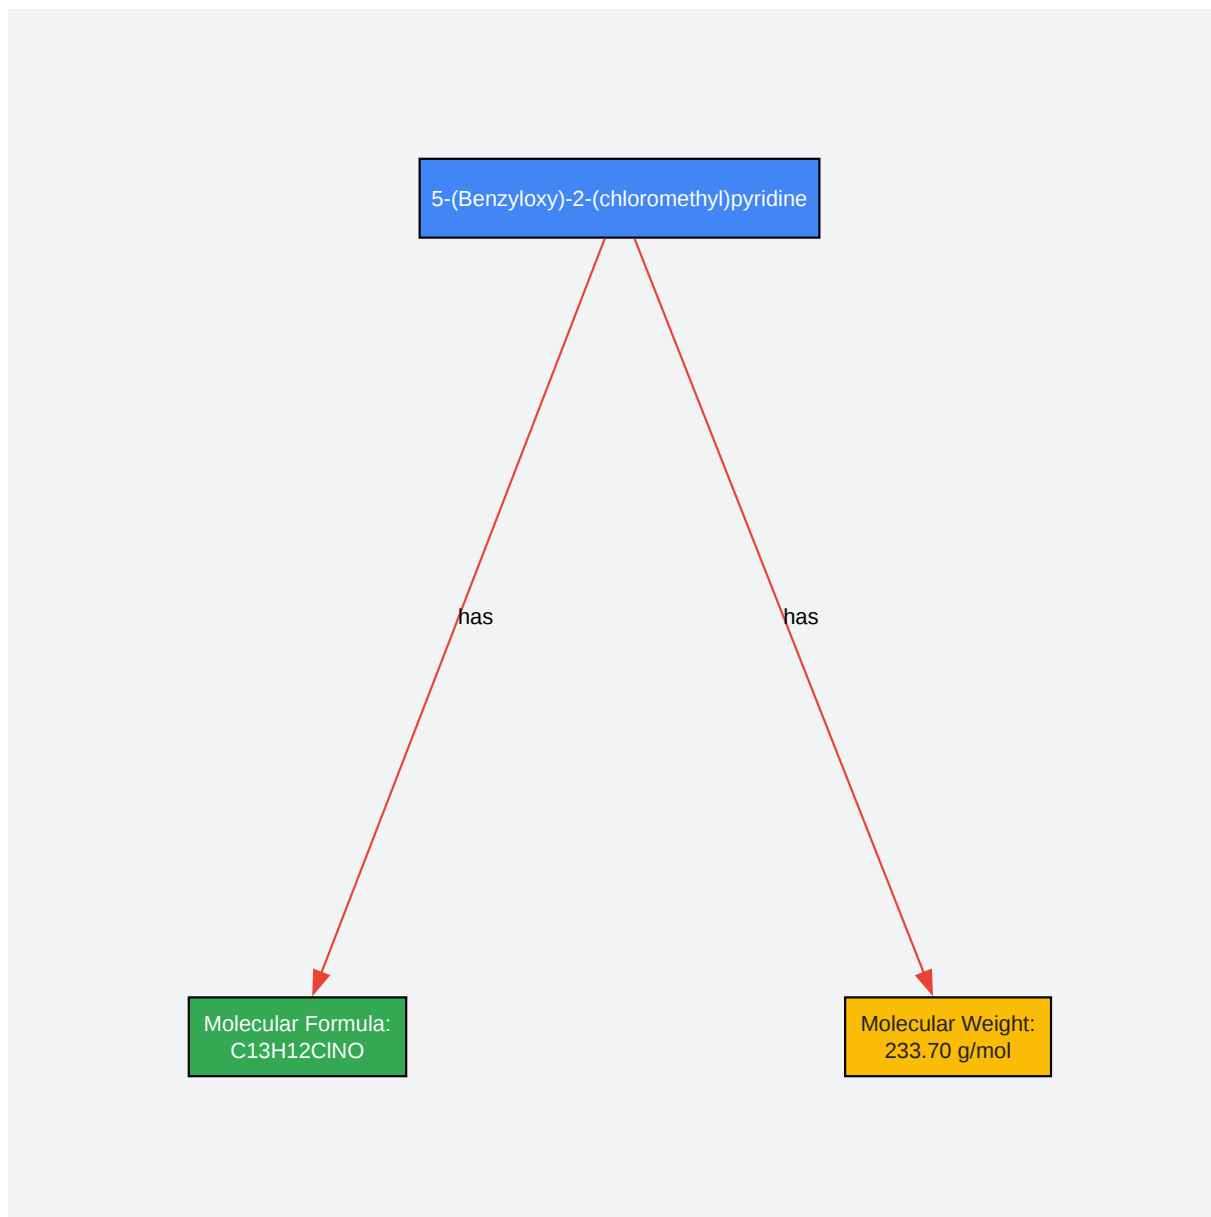 5-(Benzyloxy)-2-(chloromethyl)pyridine
has
has
Molecular Formula:
C13H12ClNO
Molecular Weight:
233.70 g/mol